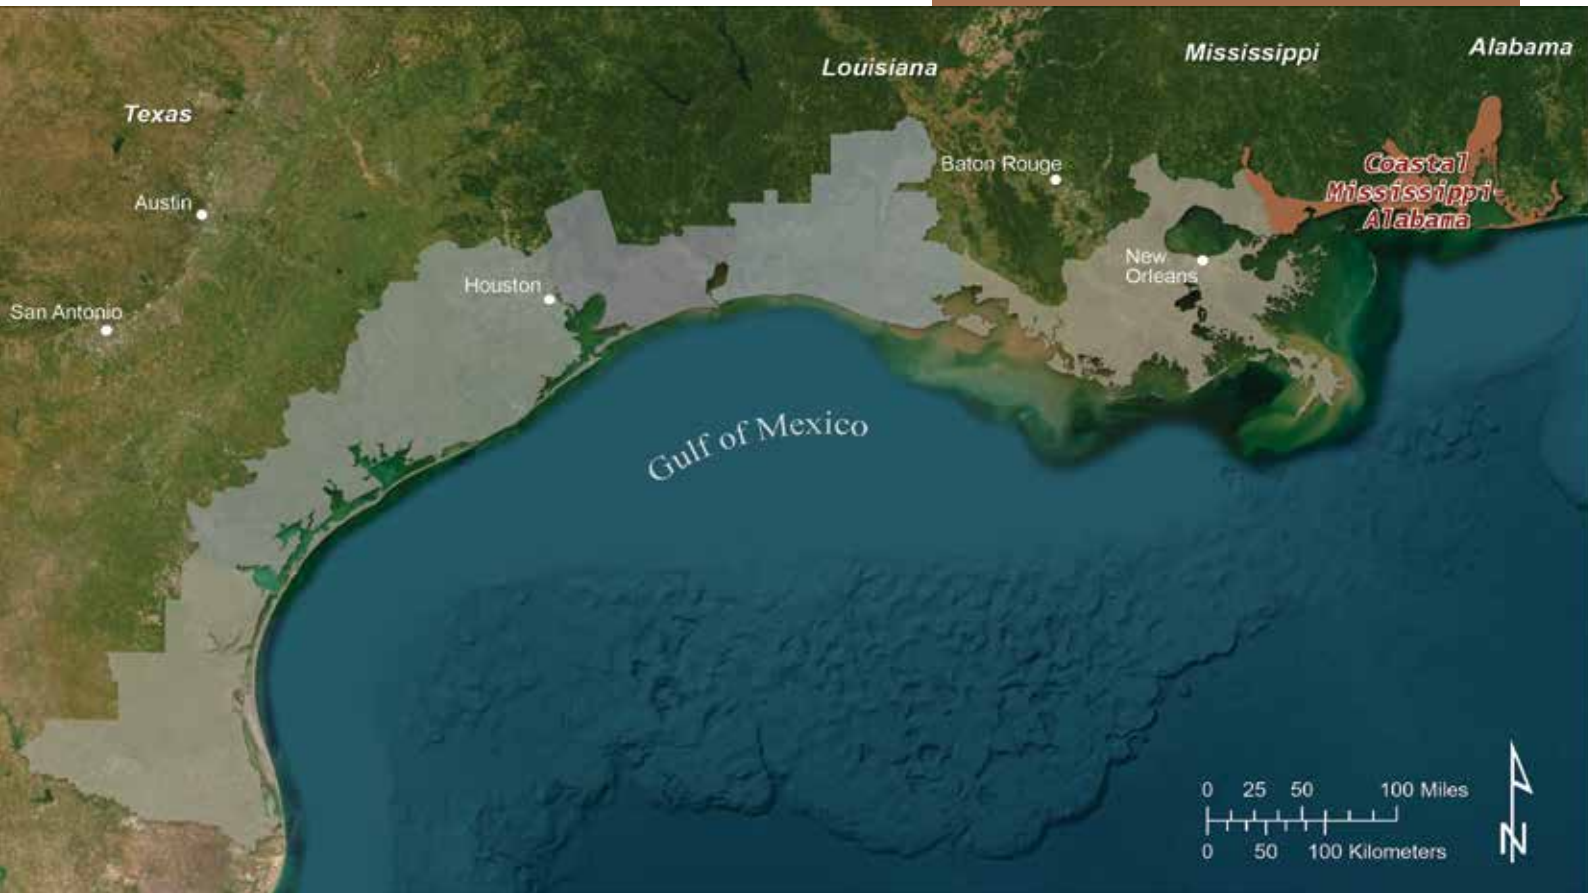 Texas
Louisiana
Mississippi
Alabama
Austin
Baton Rouge
Coastal
Mississippi-
Alabama
San Antonio
Houston
New
Orleans
Gulf of Mexico
0 25 50 100 Miles
0 50 100 Kilometers
N